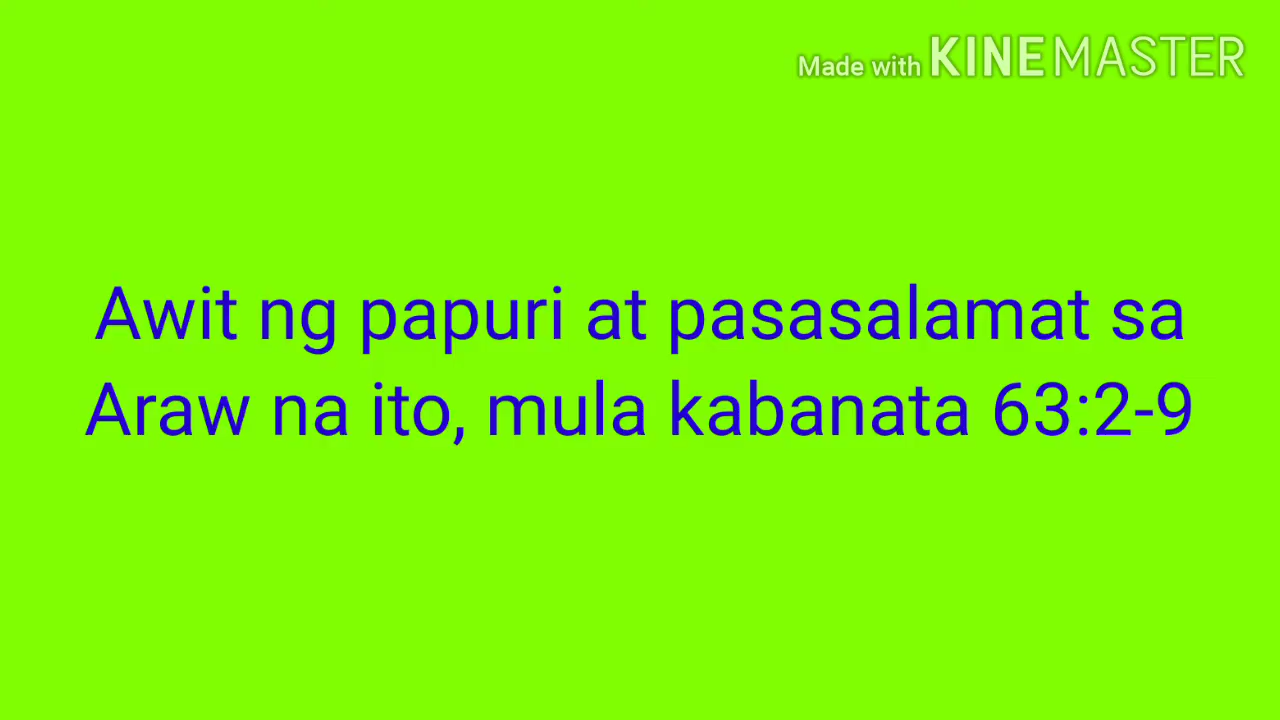 Made with KINEMASTER
Awit ng papuri at pasasalamat sa
Araw na ito, mula kabanata 63:2-9